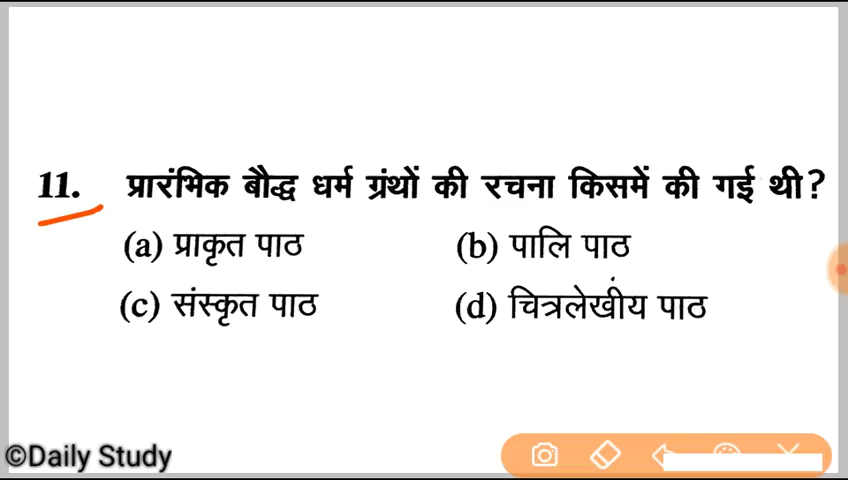 11. प्रारंभिक बौद्ध धर्म ग्रंथों की रचना किसमें की गई थी?
(a) प्राकृत पाठ (b) पालि पाठ
(c) संस्कृत पाठ (d) चित्रलेखीय पाठ
©Daily Study